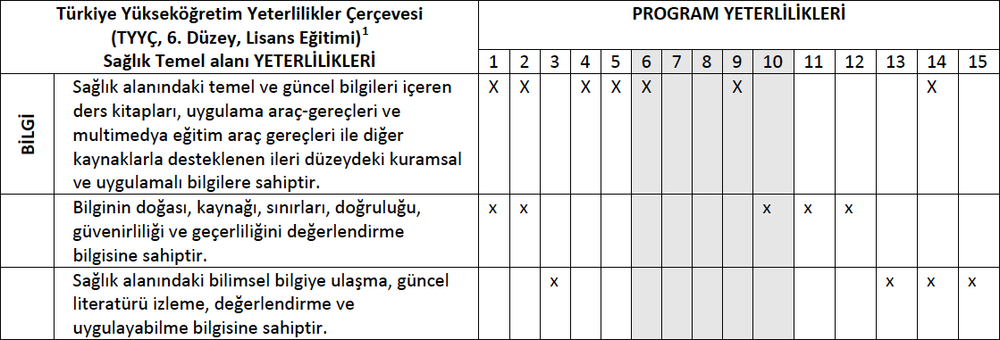 Türkiye Yükseköğretim Yeterlilikler Çerçevesi
(TYYÇ, 6. Düzey, Lisans Eğitimi)1
Sağlık Temel alanı YETERLİLİKLERİ
PROGRAM YETERLİLİKLERİ
1 2 3 4 5 6 7 8 9 10 11 12 13 14 15
BİLGİ
Sağlık alanındaki temel ve güncel bilgileri içeren
ders kitapları, uygulama araç-gereçleri ve
multimedya eğitim araç gereçleri ile diğer
kaynaklarla desteklenen ileri düzeydeki kuramsal
ve uygulamalı bilgilere sahiptir.
X X X X X X X
Bilginin doğası, kaynağı, sınırları, doğruluğu,
güvenirliliği ve geçerliliğini değerlendirme
bilgisine sahiptir.
x x x x x
Sağlık alanındaki bilimsel bilgiye ulaşma, güncel
literatürü izleme, değerlendirme ve
uygulayabilme bilgisine sahiptir.
x x x x